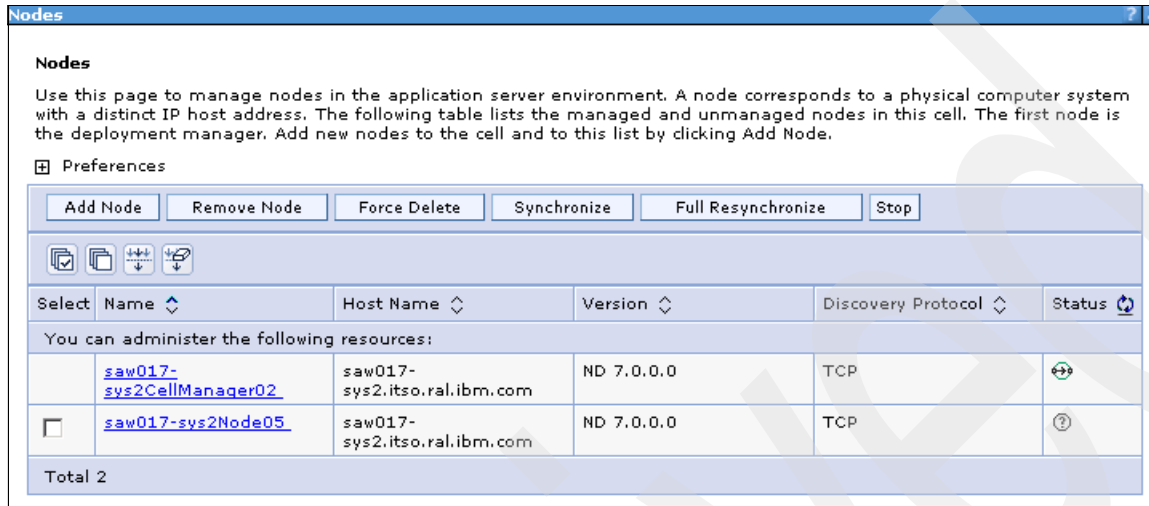 Nodes ?
Nodes
Use this page to manage nodes in the application server environment. A node corresponds to a physical computer system
with a distinct IP host address. The following table lists the managed and unmanaged nodes in this cell. The first node is
the deployment manager. Add new nodes to the cell and to this list by clicking Add Node.
Preferences
Add Node Remove Node Force Delete Synchronize Full Resynchronize Stop
Select Name Host Name Version Discovery Protocol Status
You can administer the following resources:
saw017- saw017- ND 7.0.0.0 TCP
sys2CellManager02 sys2.itso.ral.ibm.com
saw017-sys2Node05 saw017- ND 7.0.0.0 TCP ?
sys2.itso.ral.ibm.com
Total 2